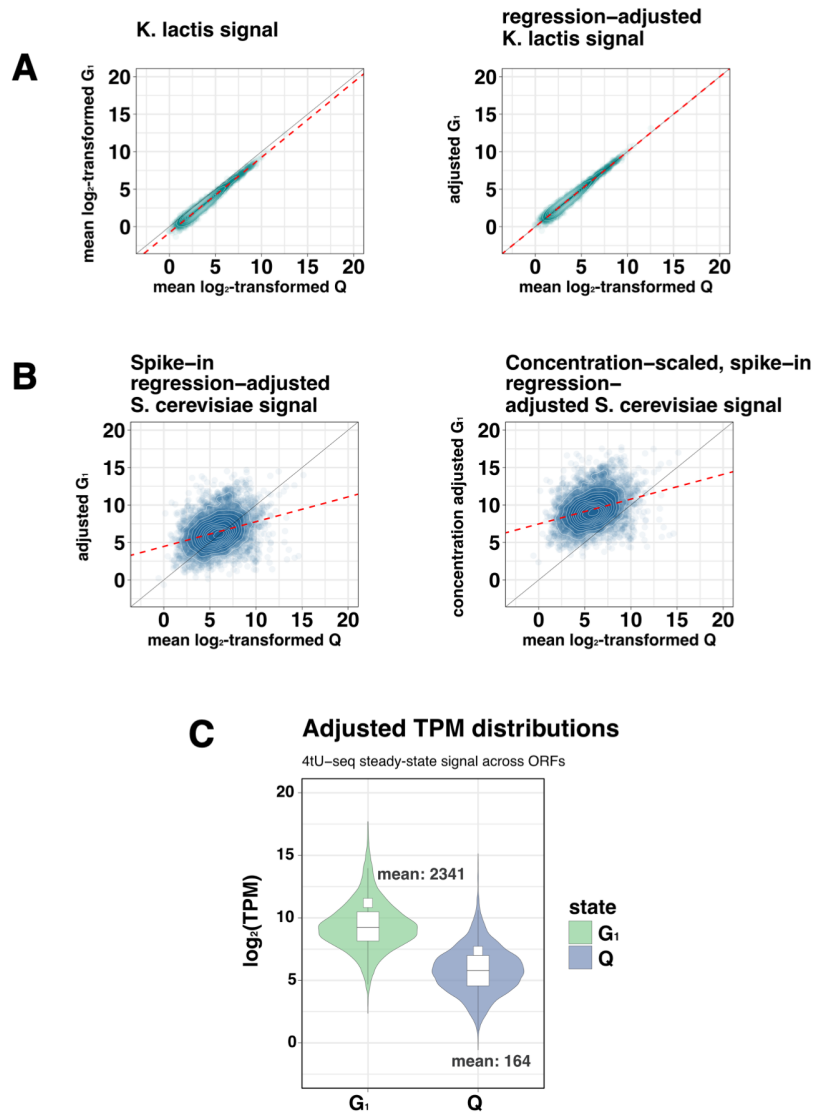 A
K. lactis signal
mean log₂-transformed G₁
20
15
10
5
0
0 5 10 15 20
mean log₂-transformed Q
regression-adjusted
K. lactis signal
adjusted G₁
20
15
10
5
0
0 5 10 15 20
mean log₂-transformed Q
B
Spike-in
regression-adjusted
S. cerevisiae signal
adjusted G₁
20
15
10
5
0
0 5 10 15 20
mean log₂-transformed Q
Concentration-scaled, spike-in
regression-
adjusted S. cerevisiae signal
concentration adjusted G₁
20
15
10
5
0
0 5 10 15 20
mean log₂-transformed Q
C
Adjusted TPM distributions
4tU-seq steady-state signal across ORFs
log₂(TPM)
20
15
10
5
0
mean: 2341
mean: 164
G₁ Q
state
G₁
Q